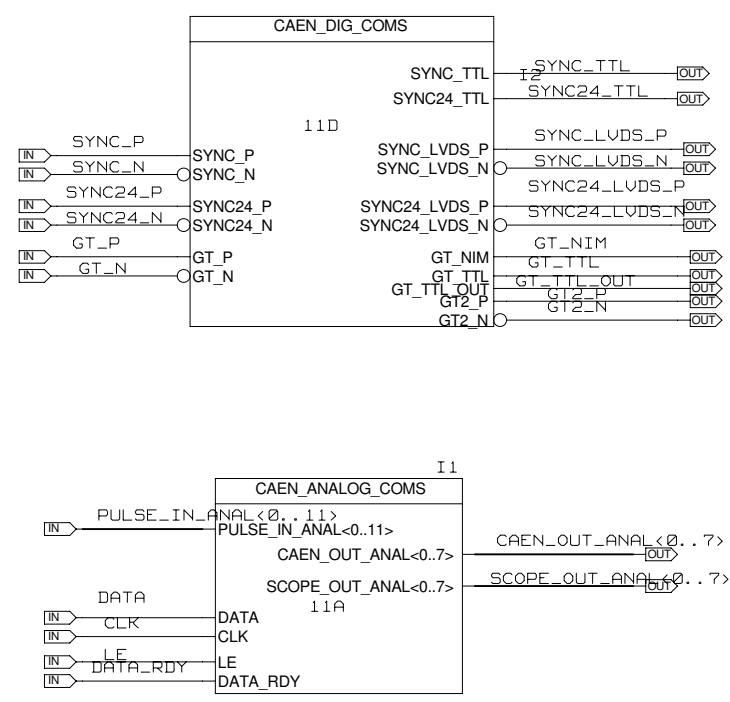 CAEN_DIG_COMS
SYNC_TTL I2 SYNC_TTL OUT
SYNC24_TTL SYNC24_TTL OUT
11D
IN SYNC_P SYNC_P SYNC_LVDS_P SYNC_LVDS_P OUT
IN SYNC_N SYNC_N SYNC_LVDS_N SYNC_LVDS_N OUT
IN SYNC24_P SYNC24_P SYNC24_LVDS_P SYNC24_LVDS_P OUT
IN SYNC24_N SYNC24_N SYNC24_LVDS_N SYNC24_LVDS_N OUT
IN GT_P GT_P GT_NIM GT_NIM OUT
IN GT_N GT_N GT_TTL GT_TTL OUT
GT_TTL_OUT GT_TTL_OUT OUT
GT2_P GT2_P OUT
GT2_N GT2_N OUT
I1
CAEN_ANALOG_COMS
IN PULSE_IN_ANAL<0..11> PULSE_IN_ANAL<0..11>
CAEN_OUT_ANAL<0..7> CAEN_OUT_ANAL<0..7> OUT
SCOPE_OUT_ANAL<0..7> SCOPE_OUT_ANAL<0..7> OUT
11A
IN DATA DATA
IN CLK CLK
IN LE LE
IN DATA_RDY DATA_RDY